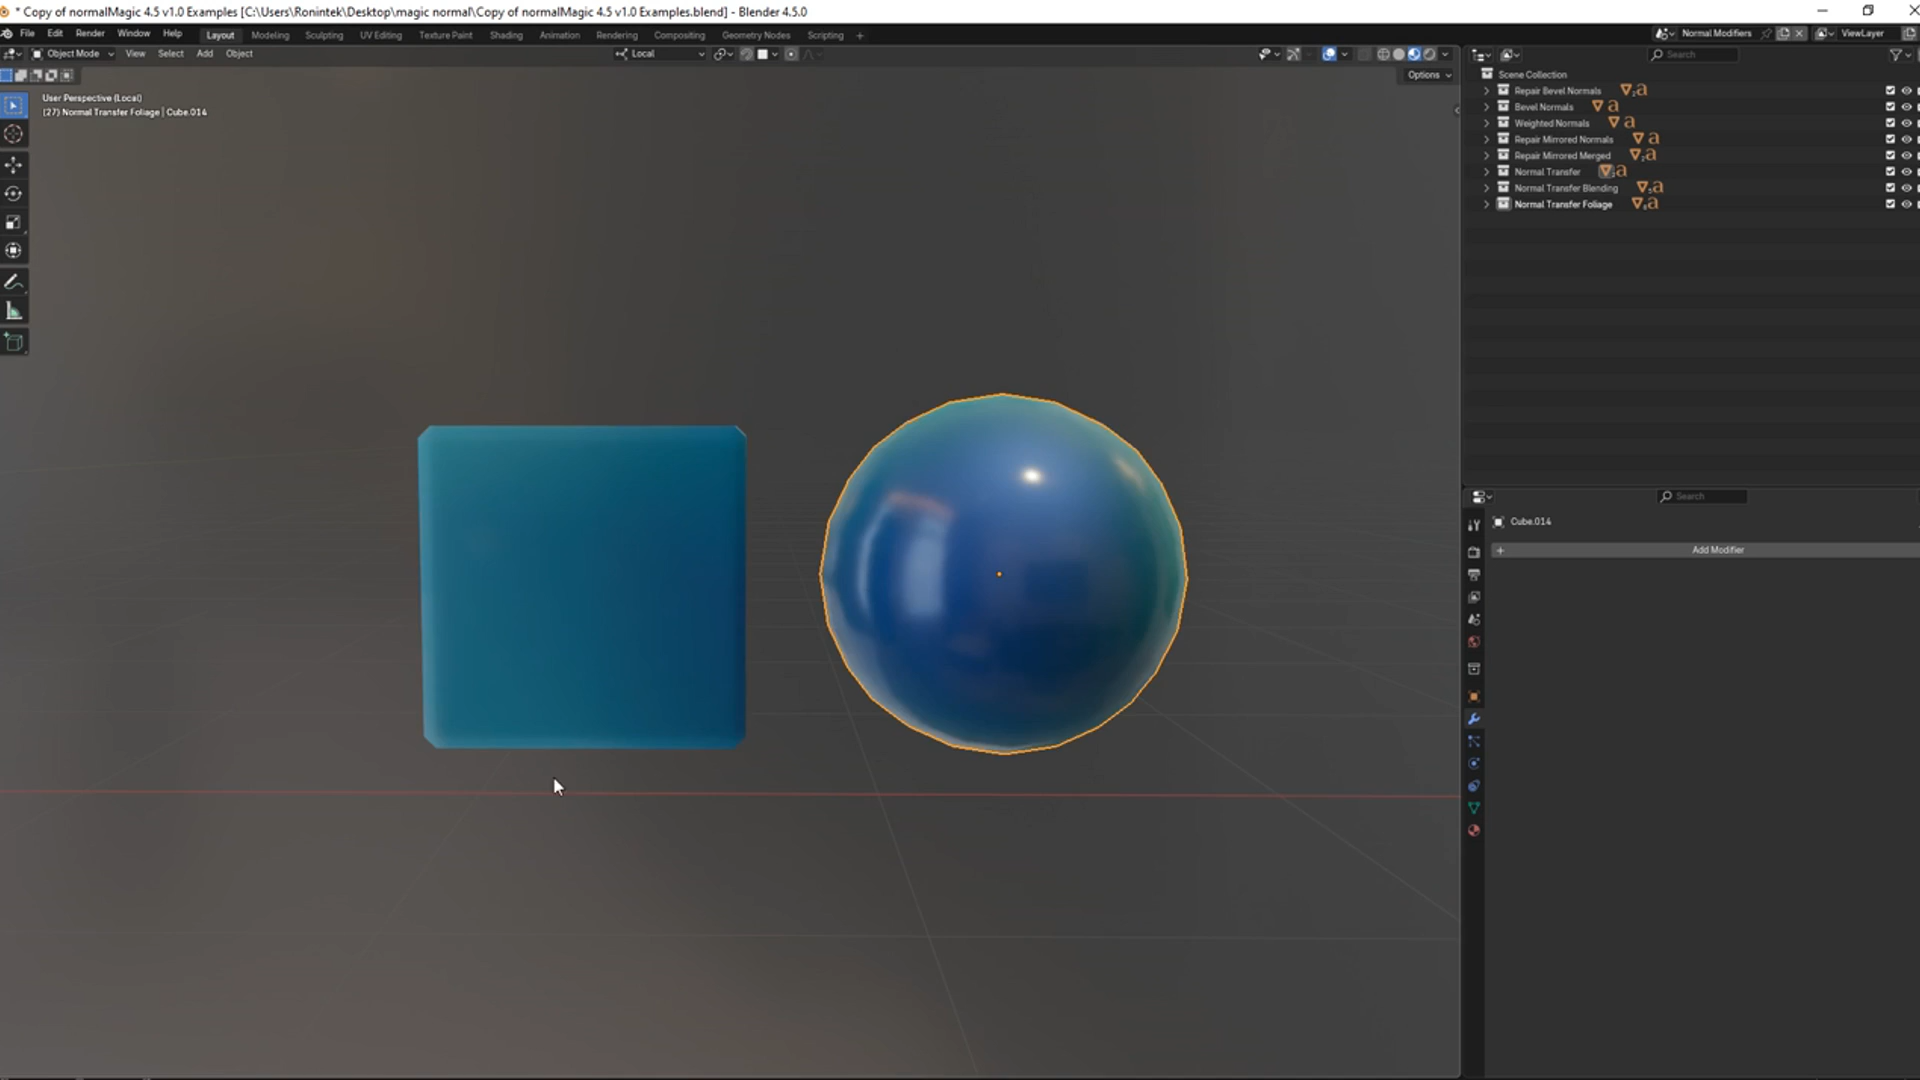 * Copy of normalMagic 4.5 v1.0 Examples [C:\Users\Ronintek\Desktop\magic normal\Copy of normalMagic 4.5 v1.0 Examples.blend] - Blender 4.5.0
File Edit Render Window Help Layout Modeling Sculpting UV Editing Texture Paint Shading Animation Rendering Compositing Geometry Nodes Scripting + Normal Modifiers ViewLayer
Object Mode View Select Add Object Local Search
Options
User Perspective (Local)
(27) Normal Transfer Foliage | Cube.014
Scene Collection
Repair Bevel Normals
Bevel Normals
Weighted Normals
Repair Mirrored Normals
Repair Mirrored Merged
Normal Transfer
Normal Transfer Blending
Normal Transfer Foliage
Search
Cube.014
+ Add Modifier